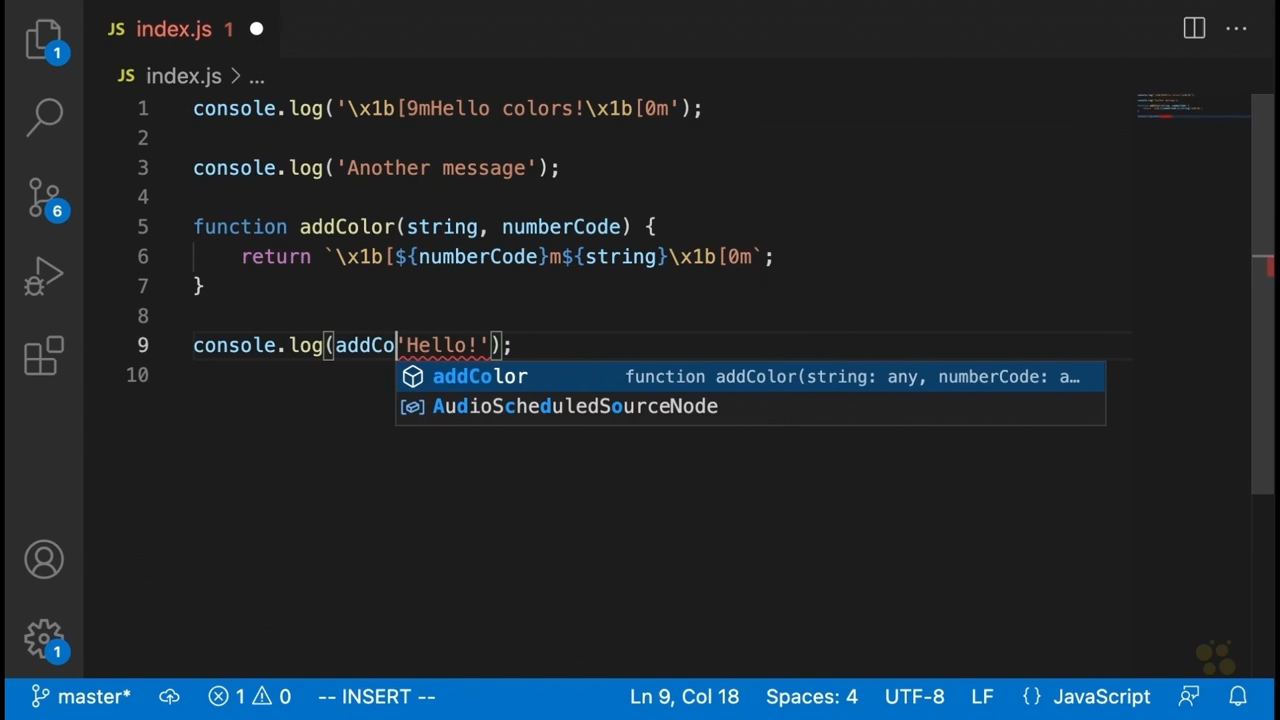 JS index.js 1
JS index.js > ...
1 console.log('\x1b[9mHello colors!\x1b[0m');
2
3 console.log('Another message');
4
5 function addColor(string, numberCode) {
6     return `\x1b[${numberCode}m${string}\x1b[0m`;
7 }
8
9 console.log(addCo'Hello!');
10
addColor function addColor(string: any, numberCode: a…
AudioScheduledSourceNode
1
6
1
master* 1 0 -- INSERT -- Ln 9, Col 18 Spaces: 4 UTF-8 LF {} JavaScript